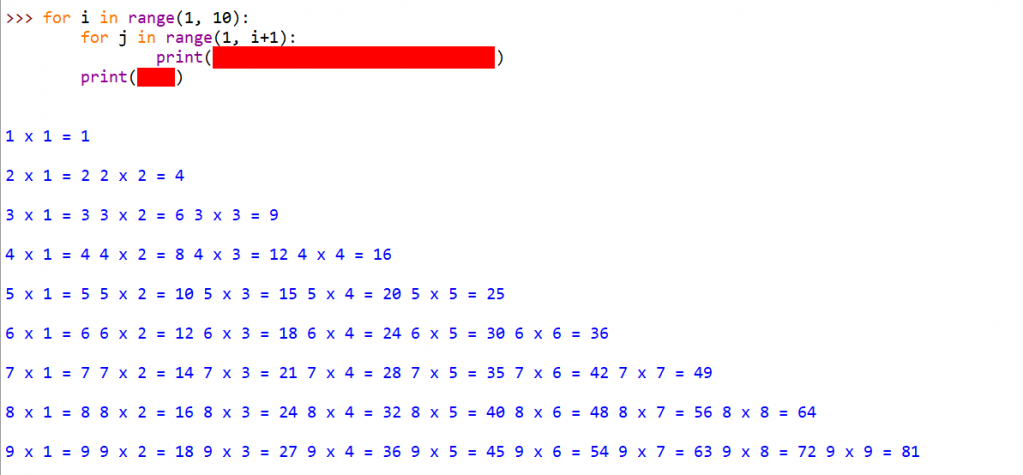 >>> for i in range(1, 10):
for j in range(1, i+1):
print( )
print( )
1 x 1 = 1
2 x 1 = 2 2 x 2 = 4
3 x 1 = 3 3 x 2 = 6 3 x 3 = 9
4 x 1 = 4 4 x 2 = 8 4 x 3 = 12 4 x 4 = 16
5 x 1 = 5 5 x 2 = 10 5 x 3 = 15 5 x 4 = 20 5 x 5 = 25
6 x 1 = 6 6 x 2 = 12 6 x 3 = 18 6 x 4 = 24 6 x 5 = 30 6 x 6 = 36
7 x 1 = 7 7 x 2 = 14 7 x 3 = 21 7 x 4 = 28 7 x 5 = 35 7 x 6 = 42 7 x 7 = 49
8 x 1 = 8 8 x 2 = 16 8 x 3 = 24 8 x 4 = 32 8 x 5 = 40 8 x 6 = 48 8 x 7 = 56 8 x 8 = 64
9 x 1 = 9 9 x 2 = 18 9 x 3 = 27 9 x 4 = 36 9 x 5 = 45 9 x 6 = 54 9 x 7 = 63 9 x 8 = 72 9 x 9 = 81